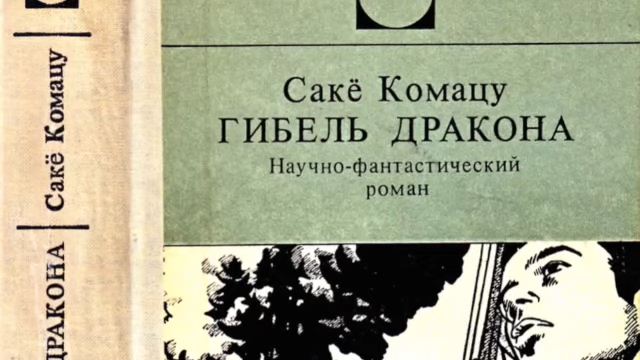 Сакё Комацу
ГИБЕЛЬ ДРАКОНА
Научно-фантастический
роман
ДРАКОНА
Сакё Комацу